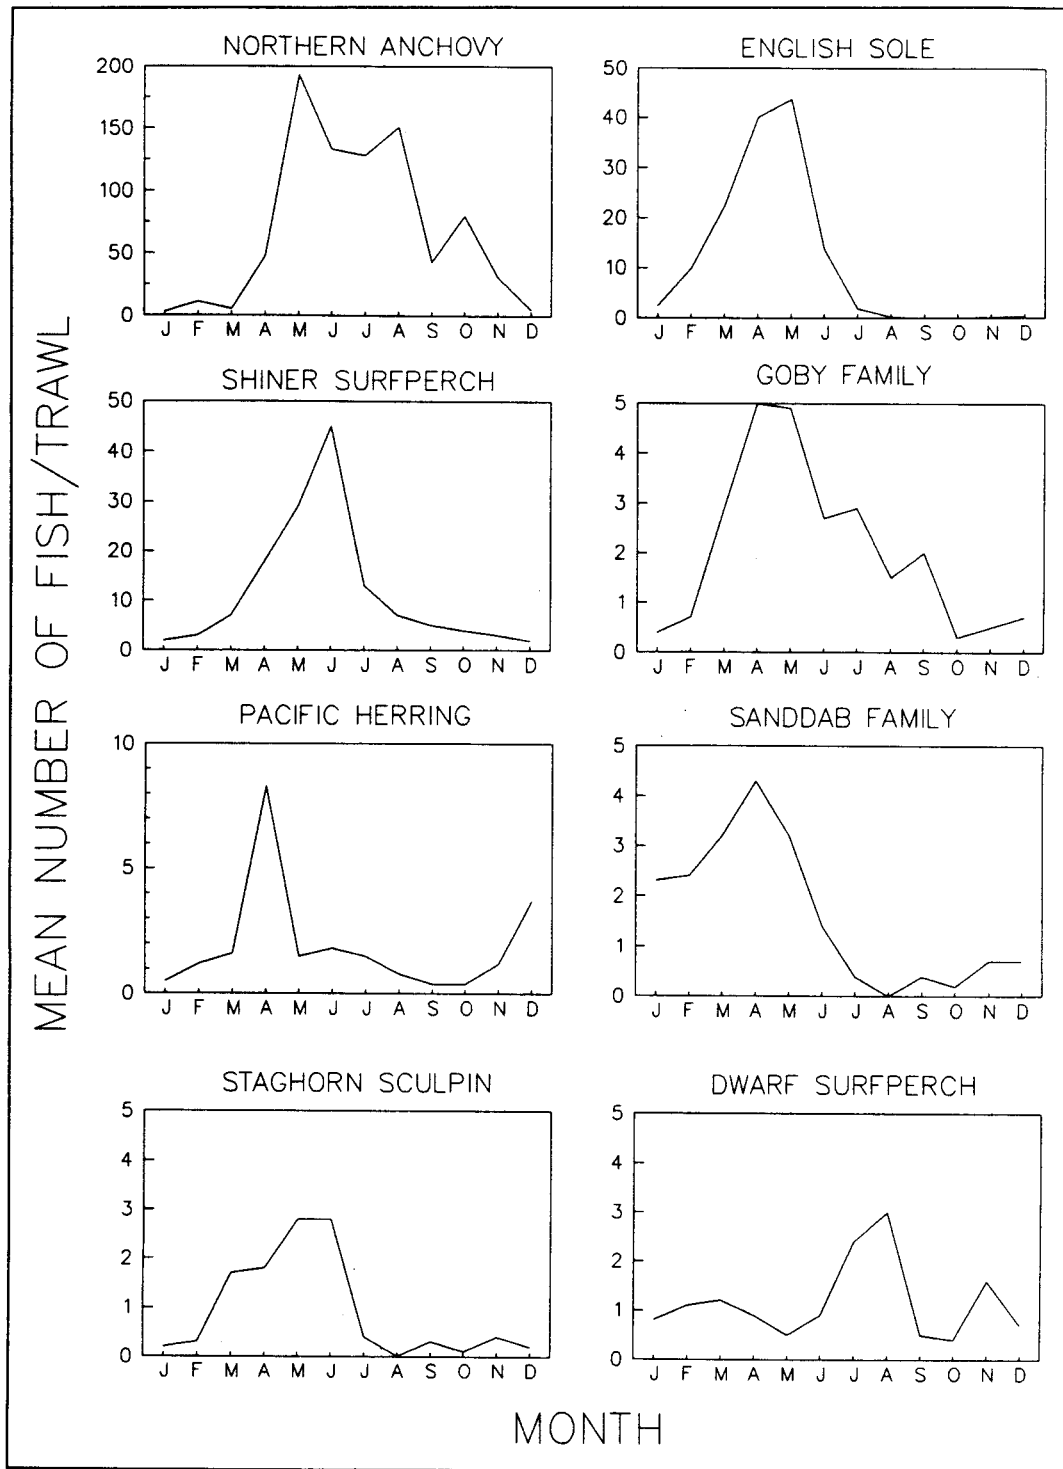 MEAN NUMBER OF FISH/TRAWL
NORTHERN ANCHOVY
200
150
100
50
0
J F M A M J J A S O N D
ENGLISH SOLE
50
40
30
20
10
0
J F M A M J J A S O N D
SHINER SURFPERCH
50
40
30
20
10
0
J F M A M J J A S O N D
GOBY FAMILY
5
4
3
2
1
0
J F M A M J J A S O N D
PACIFIC HERRING
10
5
0
J F M A M J J A S O N D
SANDDAB FAMILY
5
4
3
2
1
0
J F M A M J J A S O N D
STAGHORN SCULPIN
5
4
3
2
1
0
J F M A M J J A S O N D
DWARF SURFPERCH
5
4
3
2
1
0
J F M A M J J A S O N D
MONTH